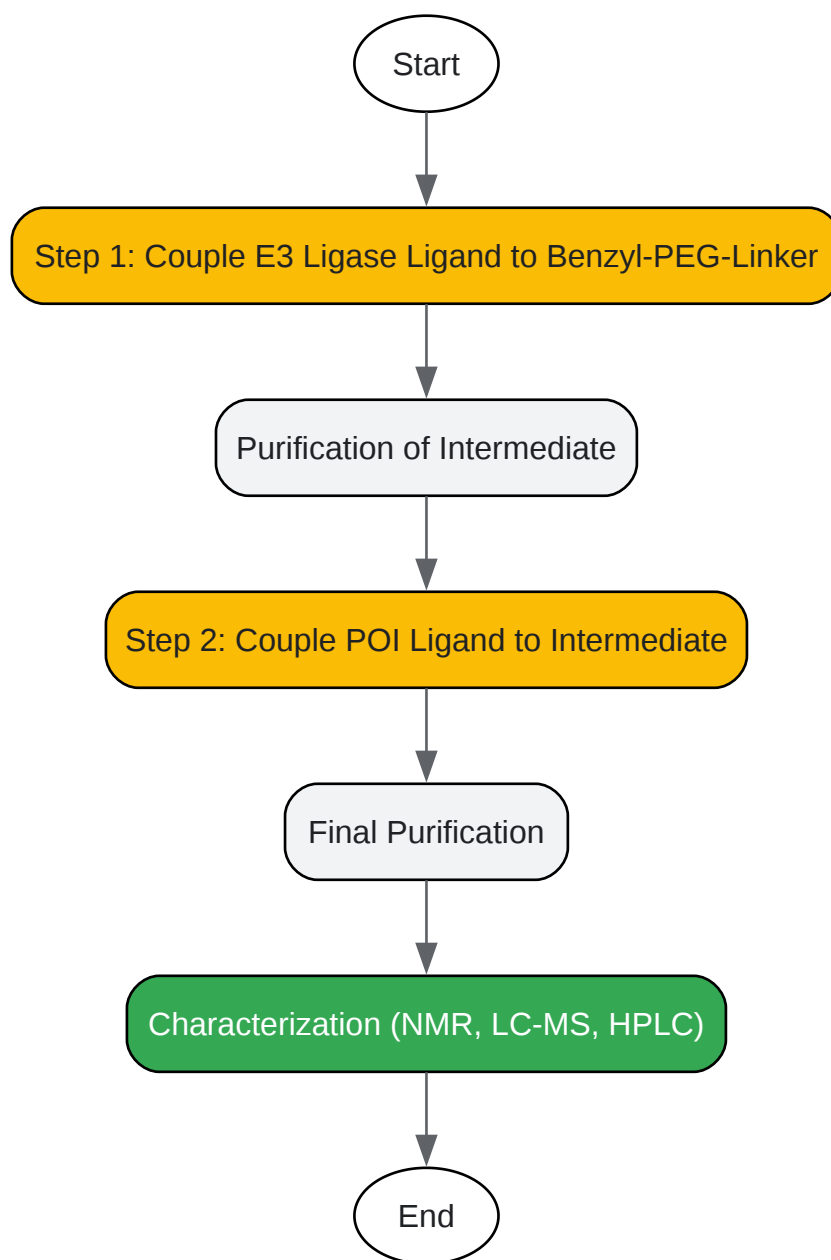 Start
Step 1: Couple E3 Ligase Ligand to Benzyl-PEG-Linker
Purification of Intermediate
Step 2: Couple POI Ligand to Intermediate
Final Purification
Characterization (NMR, LC-MS, HPLC)
End